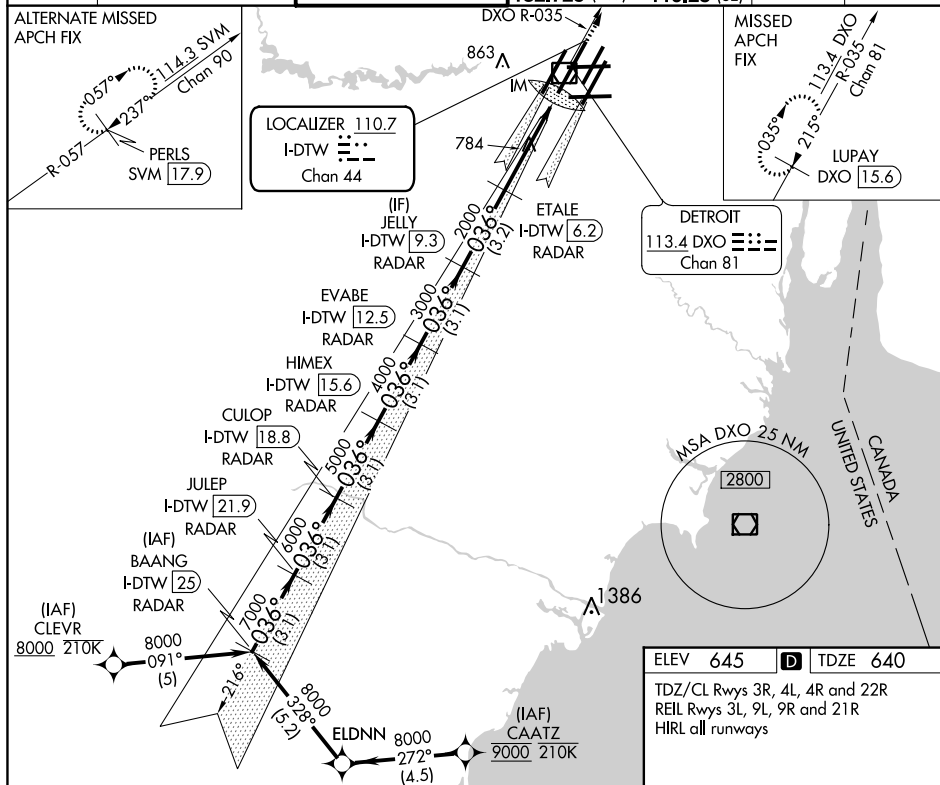 DXO R-035
ALTERNATE MISSED
APCH FIX
057°
114.3 SVM
Chan 90
237°
R-057
PERLS
SVM 17.9
863
IM
LOCALIZER 110.7
I-DTW
Chan 44
784
MISSED
APCH
FIX
113.4 DXO
R-035
Chan 81
035°
215°
LUPAY
DXO 15.6
DETROIT
113.4 DXO
Chan 81
ETALE
I-DTW 6.2
RADAR
(IF)
JELLY
I-DTW 9.3
RADAR
2000
036°
(3.2)
EVABE
I-DTW 12.5
RADAR
3000
036°
(3.1)
HIMEX
I-DTW 15.6
RADAR
4000
036°
(3.1)
CULOP
I-DTW 18.8
RADAR
5000
036°
(3.1)
JULEP
I-DTW 21.9
RADAR
6000
036°
(3.1)
(IAF)
BAANG
I-DTW 25
RADAR
7000
036°
(3.1)
(IAF)
CLEVR
8000 210K
8000
091°
(5)
216°
8000
328°
(5.2)
ELDNN
8000
272°
(4.5)
(IAF)
CAATZ
9000 210K
1386
MSA DXO 25 NM
2800
CANADA
UNITED STATES
ELEV 645 D TDZE 640
TDZ/CL Rwys 3R, 4L, 4R and 22R
REIL Rwys 3L, 9L, 9R and 21R
HIRL all runways